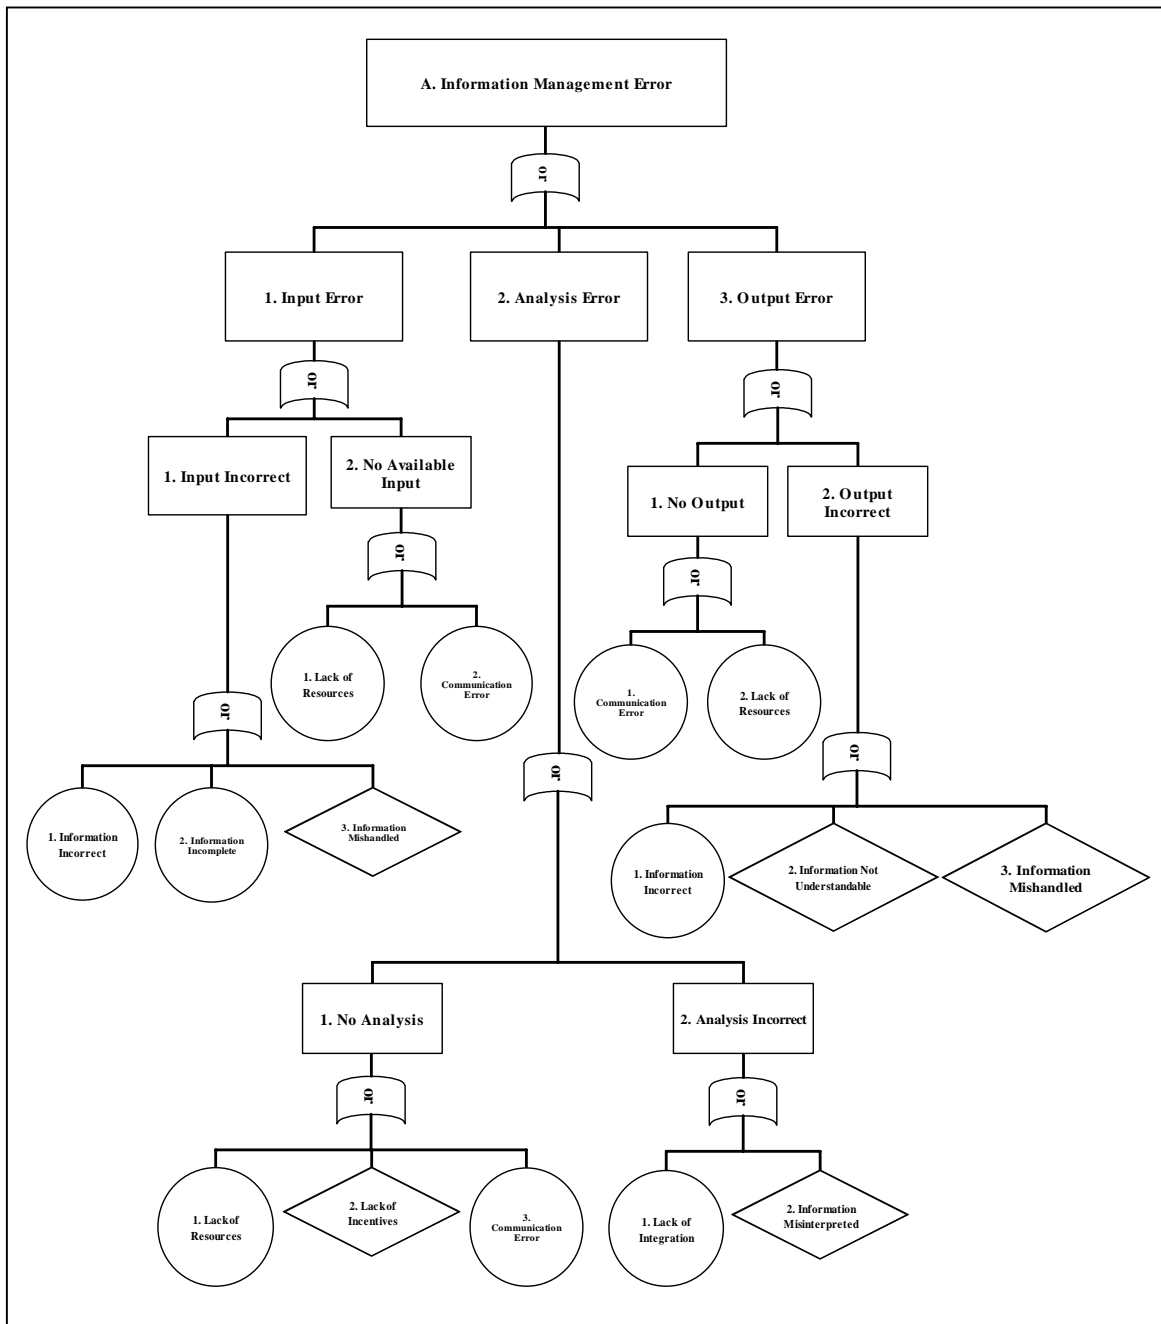 A. Information Management Error
or
1. Input Error
2. Analysis Error
3. Output Error
or
or
1. Input Incorrect
2. No Available
Input
1. No Output
2. Output
Incorrect
or
or
1. Lack of
Resources
2.
Communication
Error
1.
Communication
Error
2. Lack of
Resources
or
or
or
1. Information
Incorrect
2. Information
Incomplete
3. Information
Mishandled
1. Information
Incorrect
2. Information Not
Understandable
3. Information
Mishandled
1. No Analysis
2. Analysis Incorrect
or
or
1. Lackof
Resources
2. Lackof
Incentives
3.
Communication
Error
1. Lack of
Integration
2. Information
Misinterpreted